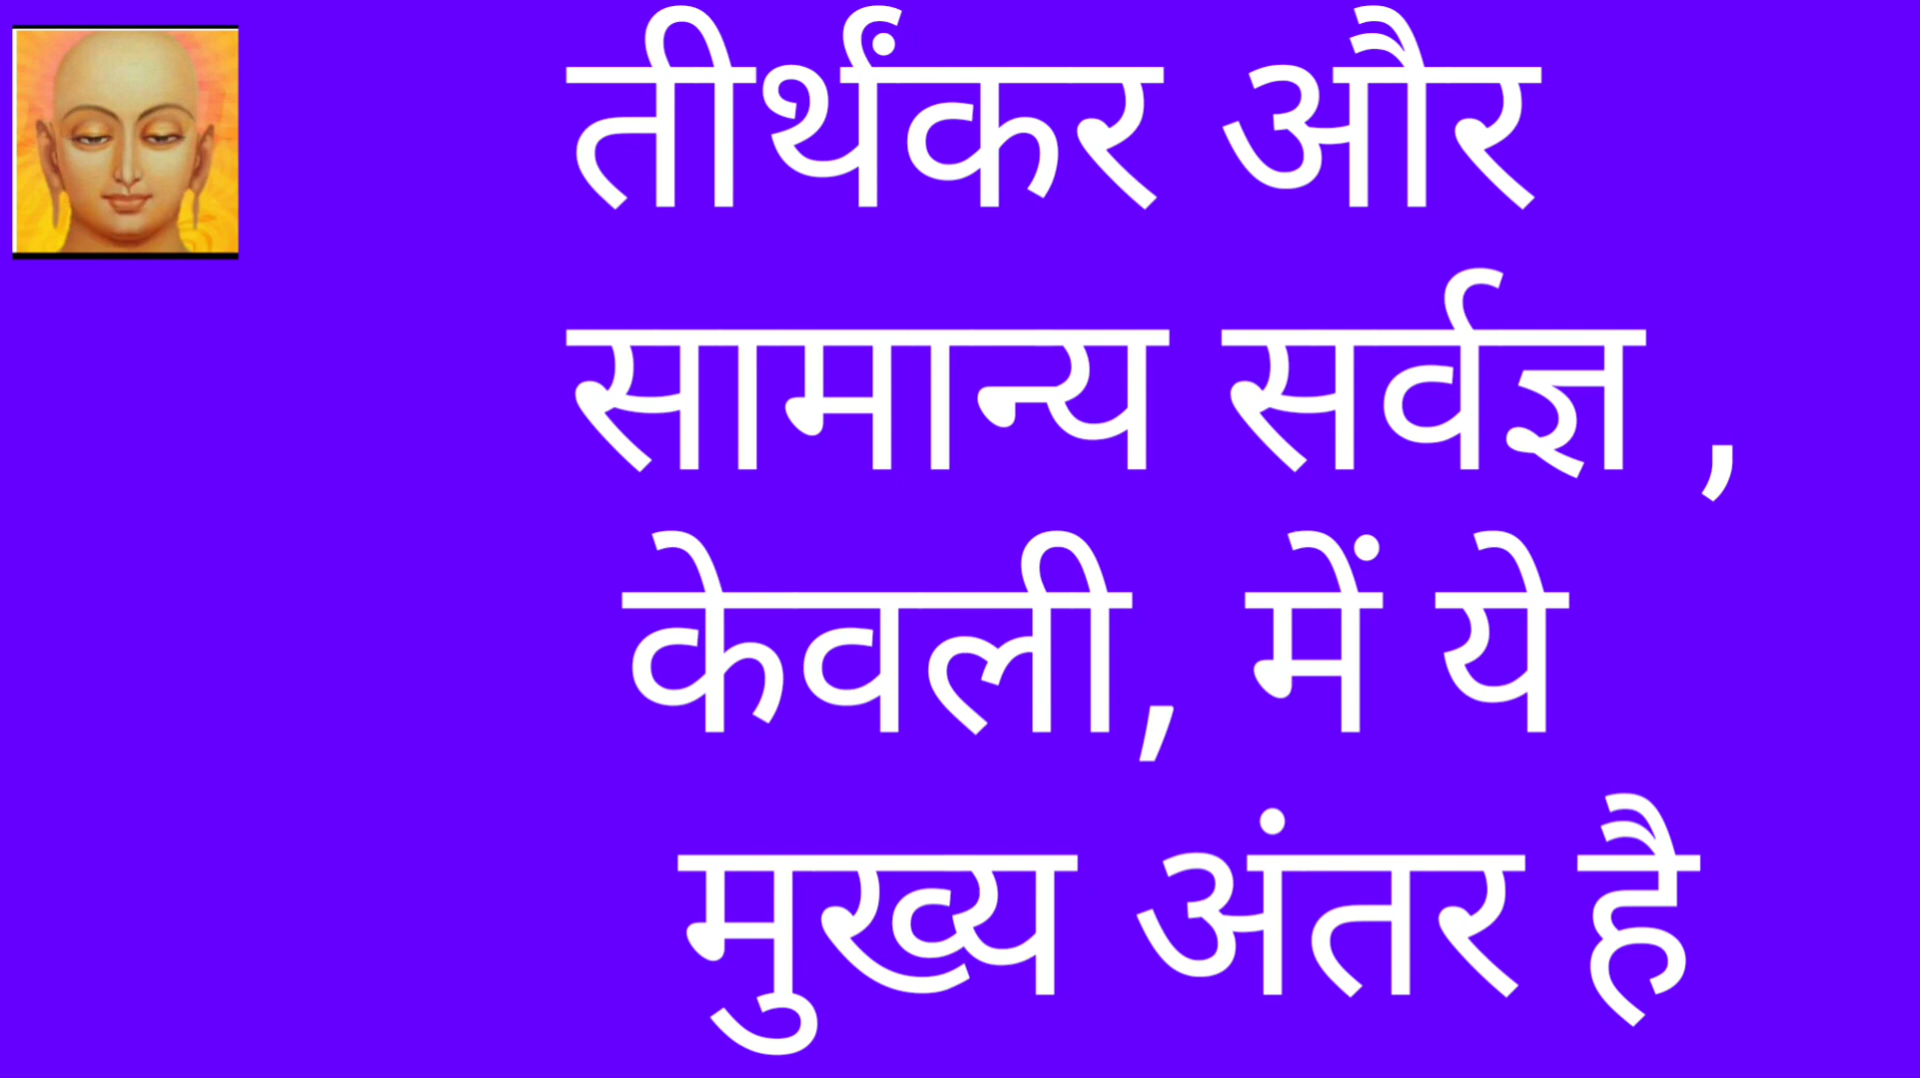 तीर्थंकर और
सामान्य सर्वज्ञ ,
केवली, में ये
मुख्य अंतर है